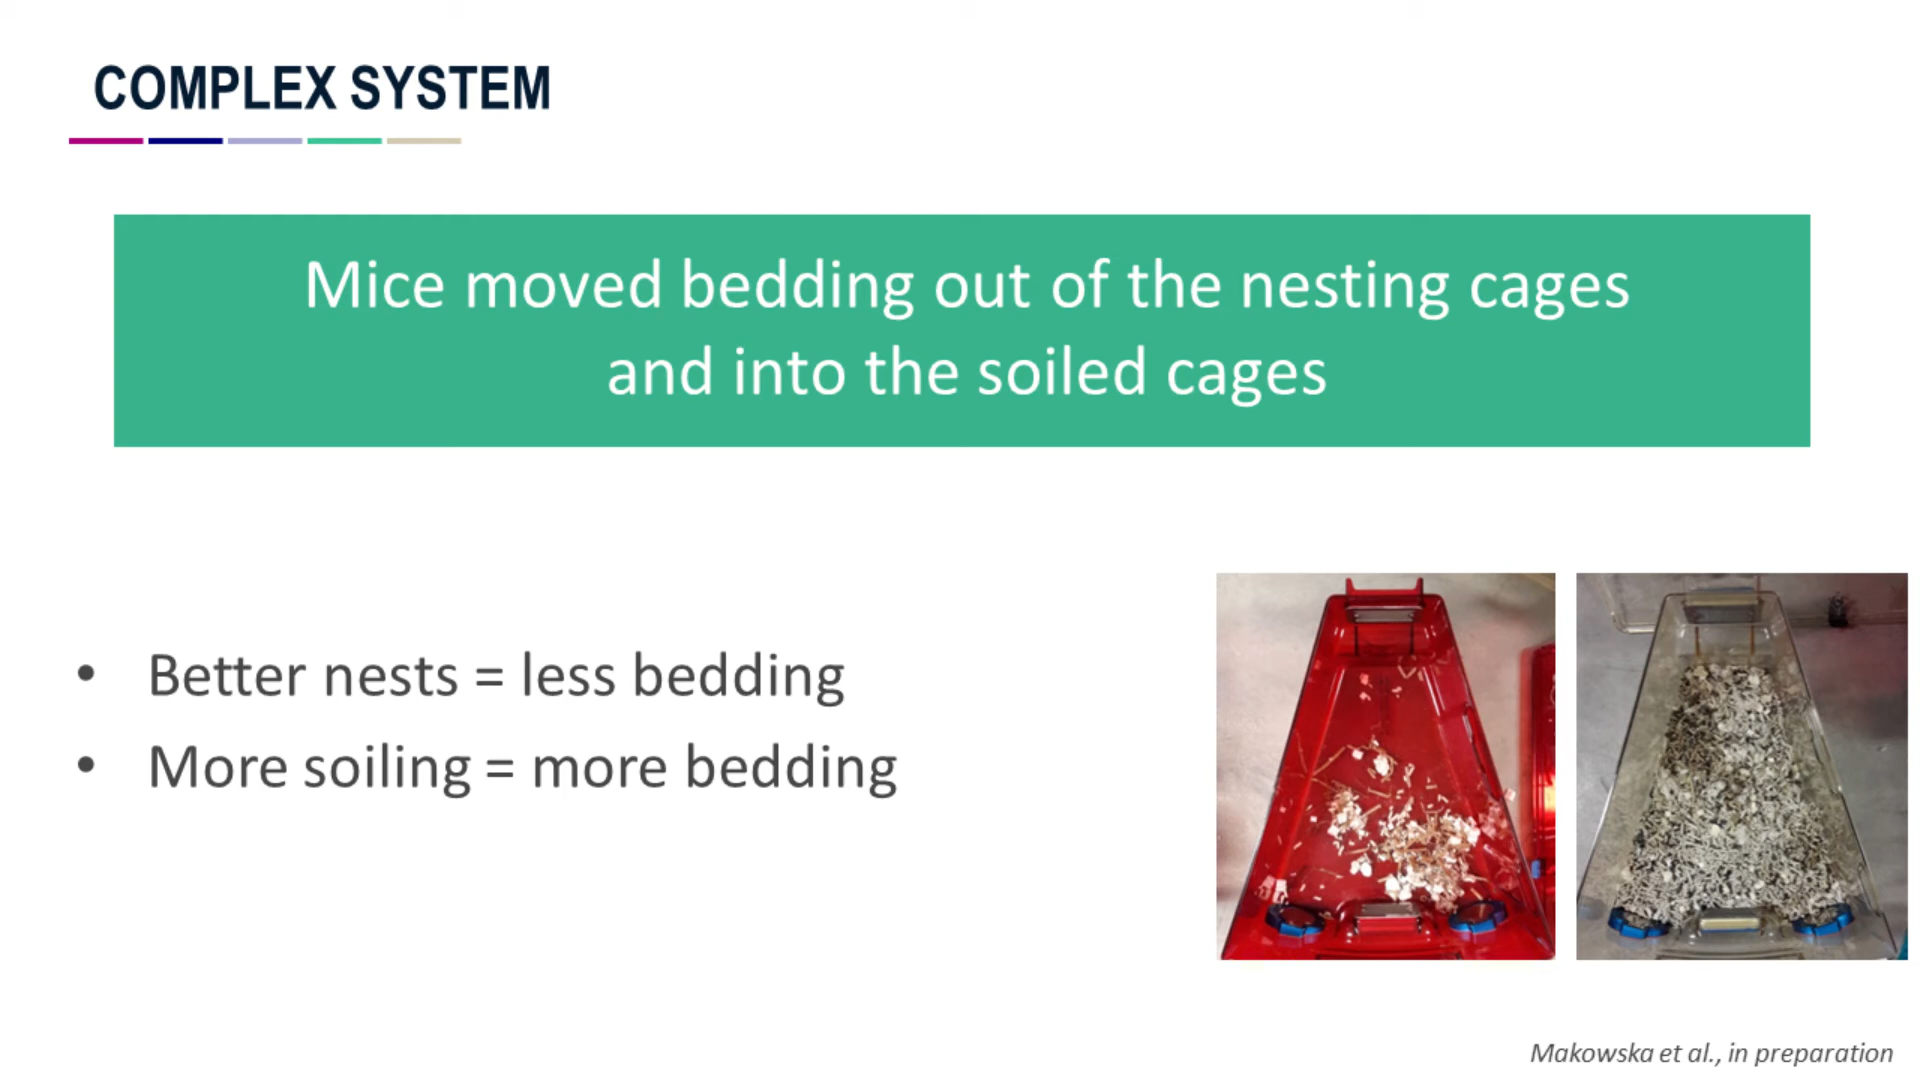 COMPLEX SYSTEM
Mice moved bedding out of the nesting cages
and into the soiled cages
• Better nests = less bedding
• More soiling = more bedding
Makowska et al., in preparation